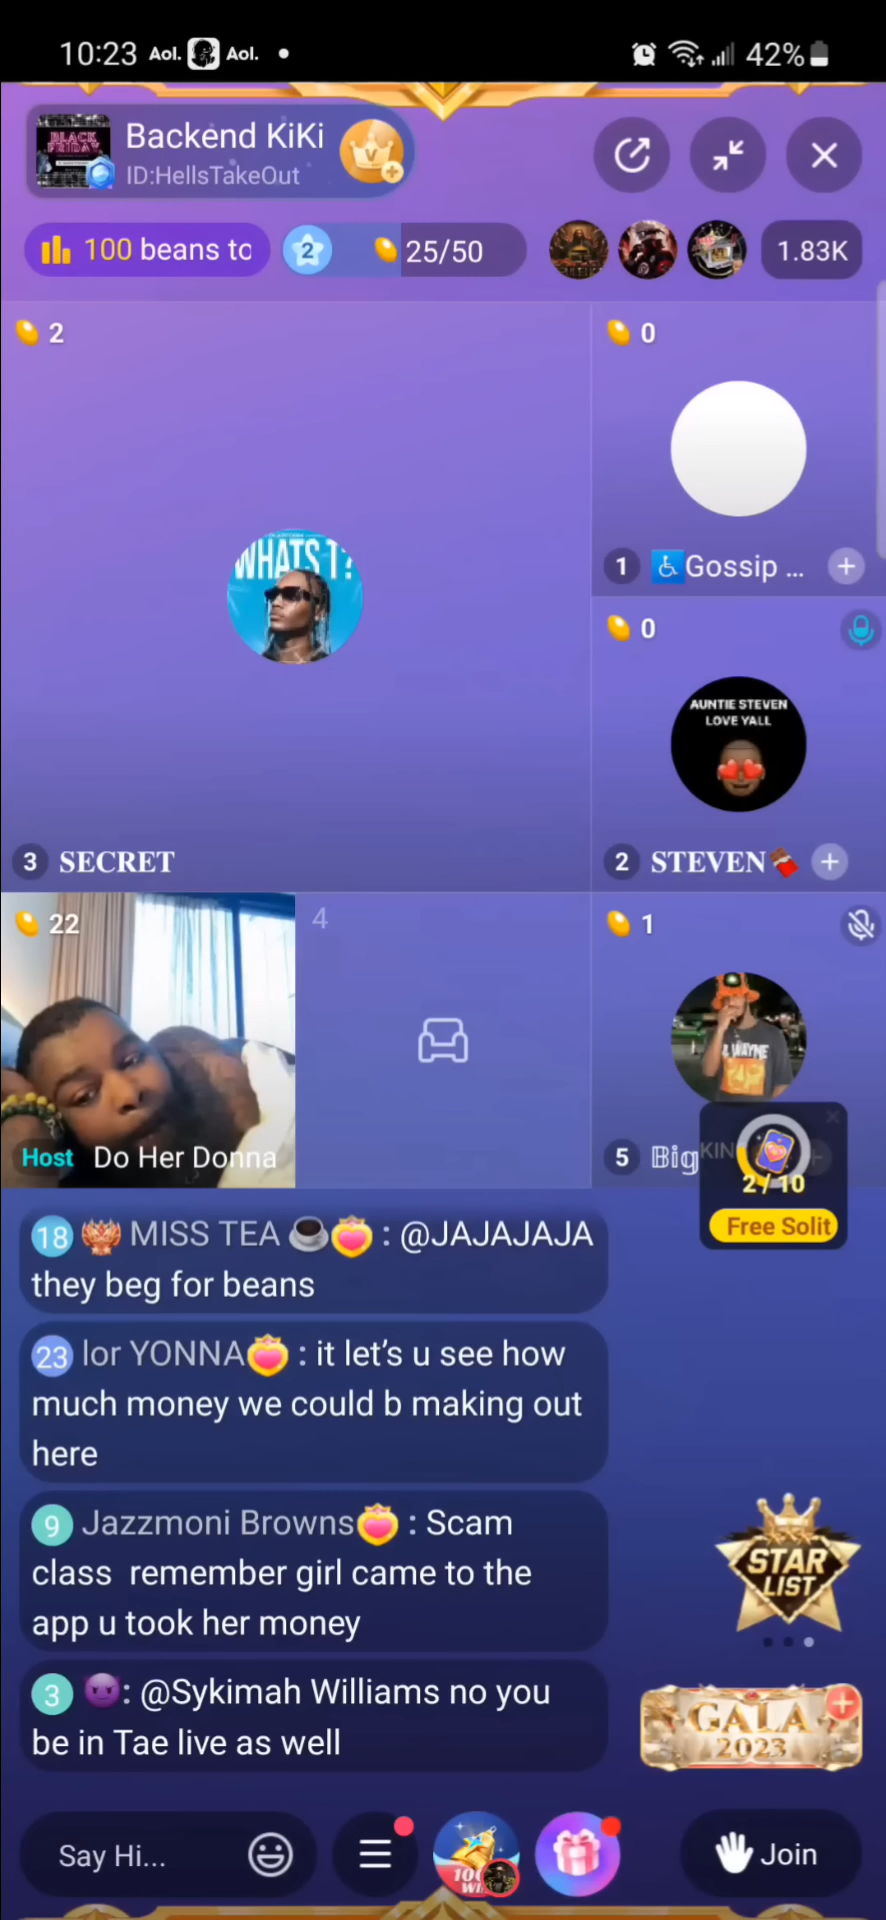 10:23 Aol. Aol. 42%
BLACK FRIDAY
Backend KiKi
V
ID:HellsTakeOut
100 beans to
2
25/50
1.83K
2
0
WHATS
1 Gossip ...
0
AUNTIE STEVEN
LOVE YALL
3 SECRET
2 STEVEN
22
4
1
WAYNE
Host Do Her Donna
5 Big
KIN
2/10
Free Solit
18 MISS TEA : @JAJAJAJA
they beg for beans
23 lor YONNA : it let’s u see how
much money we could b making out
here
9 Jazzmoni Browns : Scam
class remember girl came to the
app u took her money
3 : @Sykimah Williams no you
be in Tae live as well
STAR
LIST
GALA
2023
Say Hi...
Join